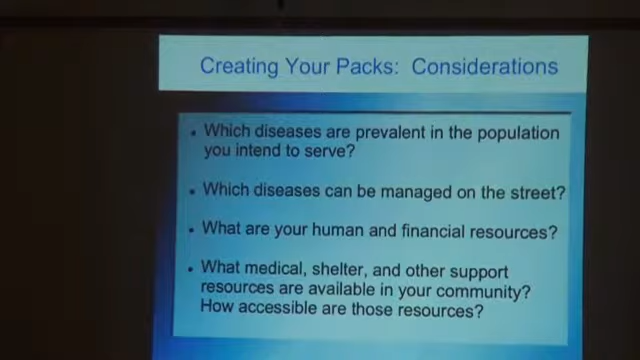 Creating Your Packs: Considerations
• Which diseases are prevalent in the population
you intend to serve?
• Which diseases can be managed on the street?
• What are your human and financial resources?
• What medical, shelter, and other support
resources are available in your community?
How accessible are those resources?